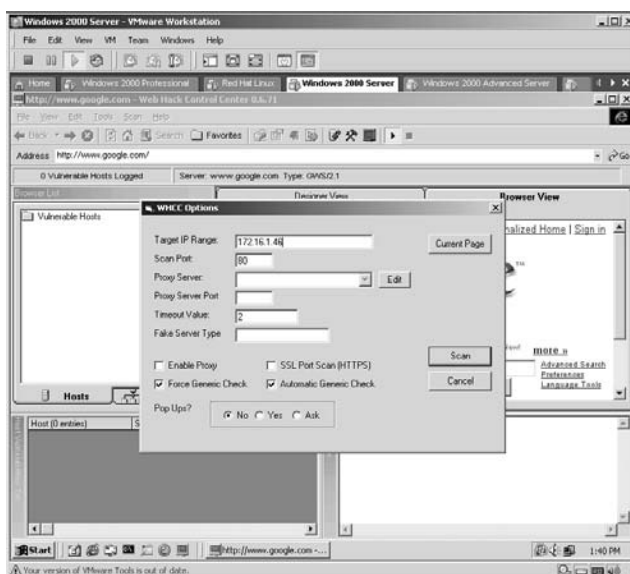 Windows 2000 Server - VMware Workstation
File Edit View VM Team Windows Help
Home Windows 2000 Professional Red Hat Linux Windows 2000 Server Windows 2000 Advanced Server
http://www.google.com - Web Hack Control Center 0.6.71
File View Edit Tools Scan Help
Back Search Favorites
Address http://www.google.com/ Go
0 Vulnerable Hosts Logged Server: www.google.com Type: GWS/2.1
Browser List Designer View Browser View
Vulnerable Hosts
WHCC Options
Target IP Range: 172.16.1.46 Current Page
Scan Port: 80
Proxy Server: Edit
Proxy Server Port
Timeout Value: 2
Fake Server Type
Enable Proxy SSL Port Scan (HTTPS) Scan
Force Generic Check Automatic Generic Check Cancel
Pop Ups? No Yes Ask
nalized Home | Sign in
TM
more »
Advanced Search
Preferences
Language Tools
Hosts
Host (0 entries) S
Start http://www.google.com -... 1:40 PM
Your version of VMware Tools is out of date.